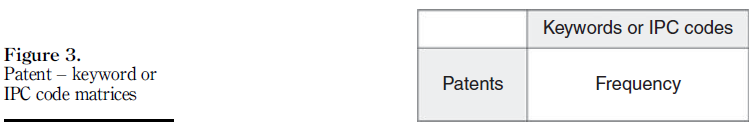 Figure 3.
Patent – keyword or
IPC code matrices
Keywords or IPC codes
Patents
Frequency